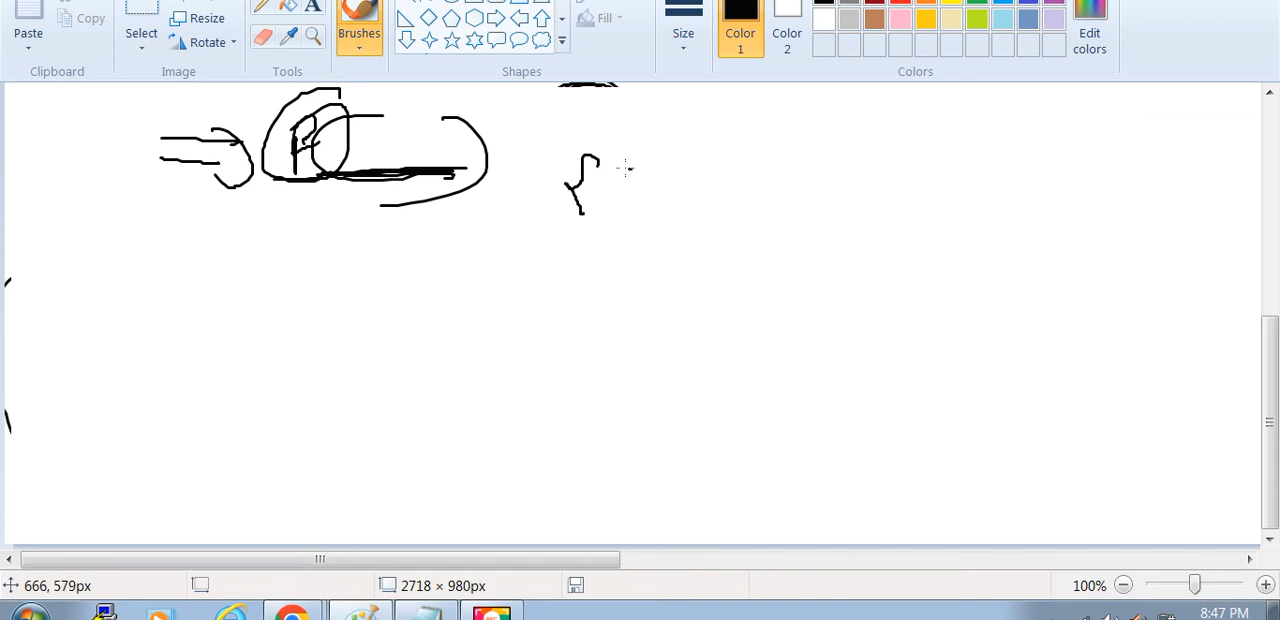 Paste
Select
Resize
Copy
Rotate
A
Brushes
Fill
Size
Color
1
Color
2
Edit
colors
Clipboard
Image
Tools
Shapes
Colors
666, 579px
2718 × 980px
100%
8:47 PM